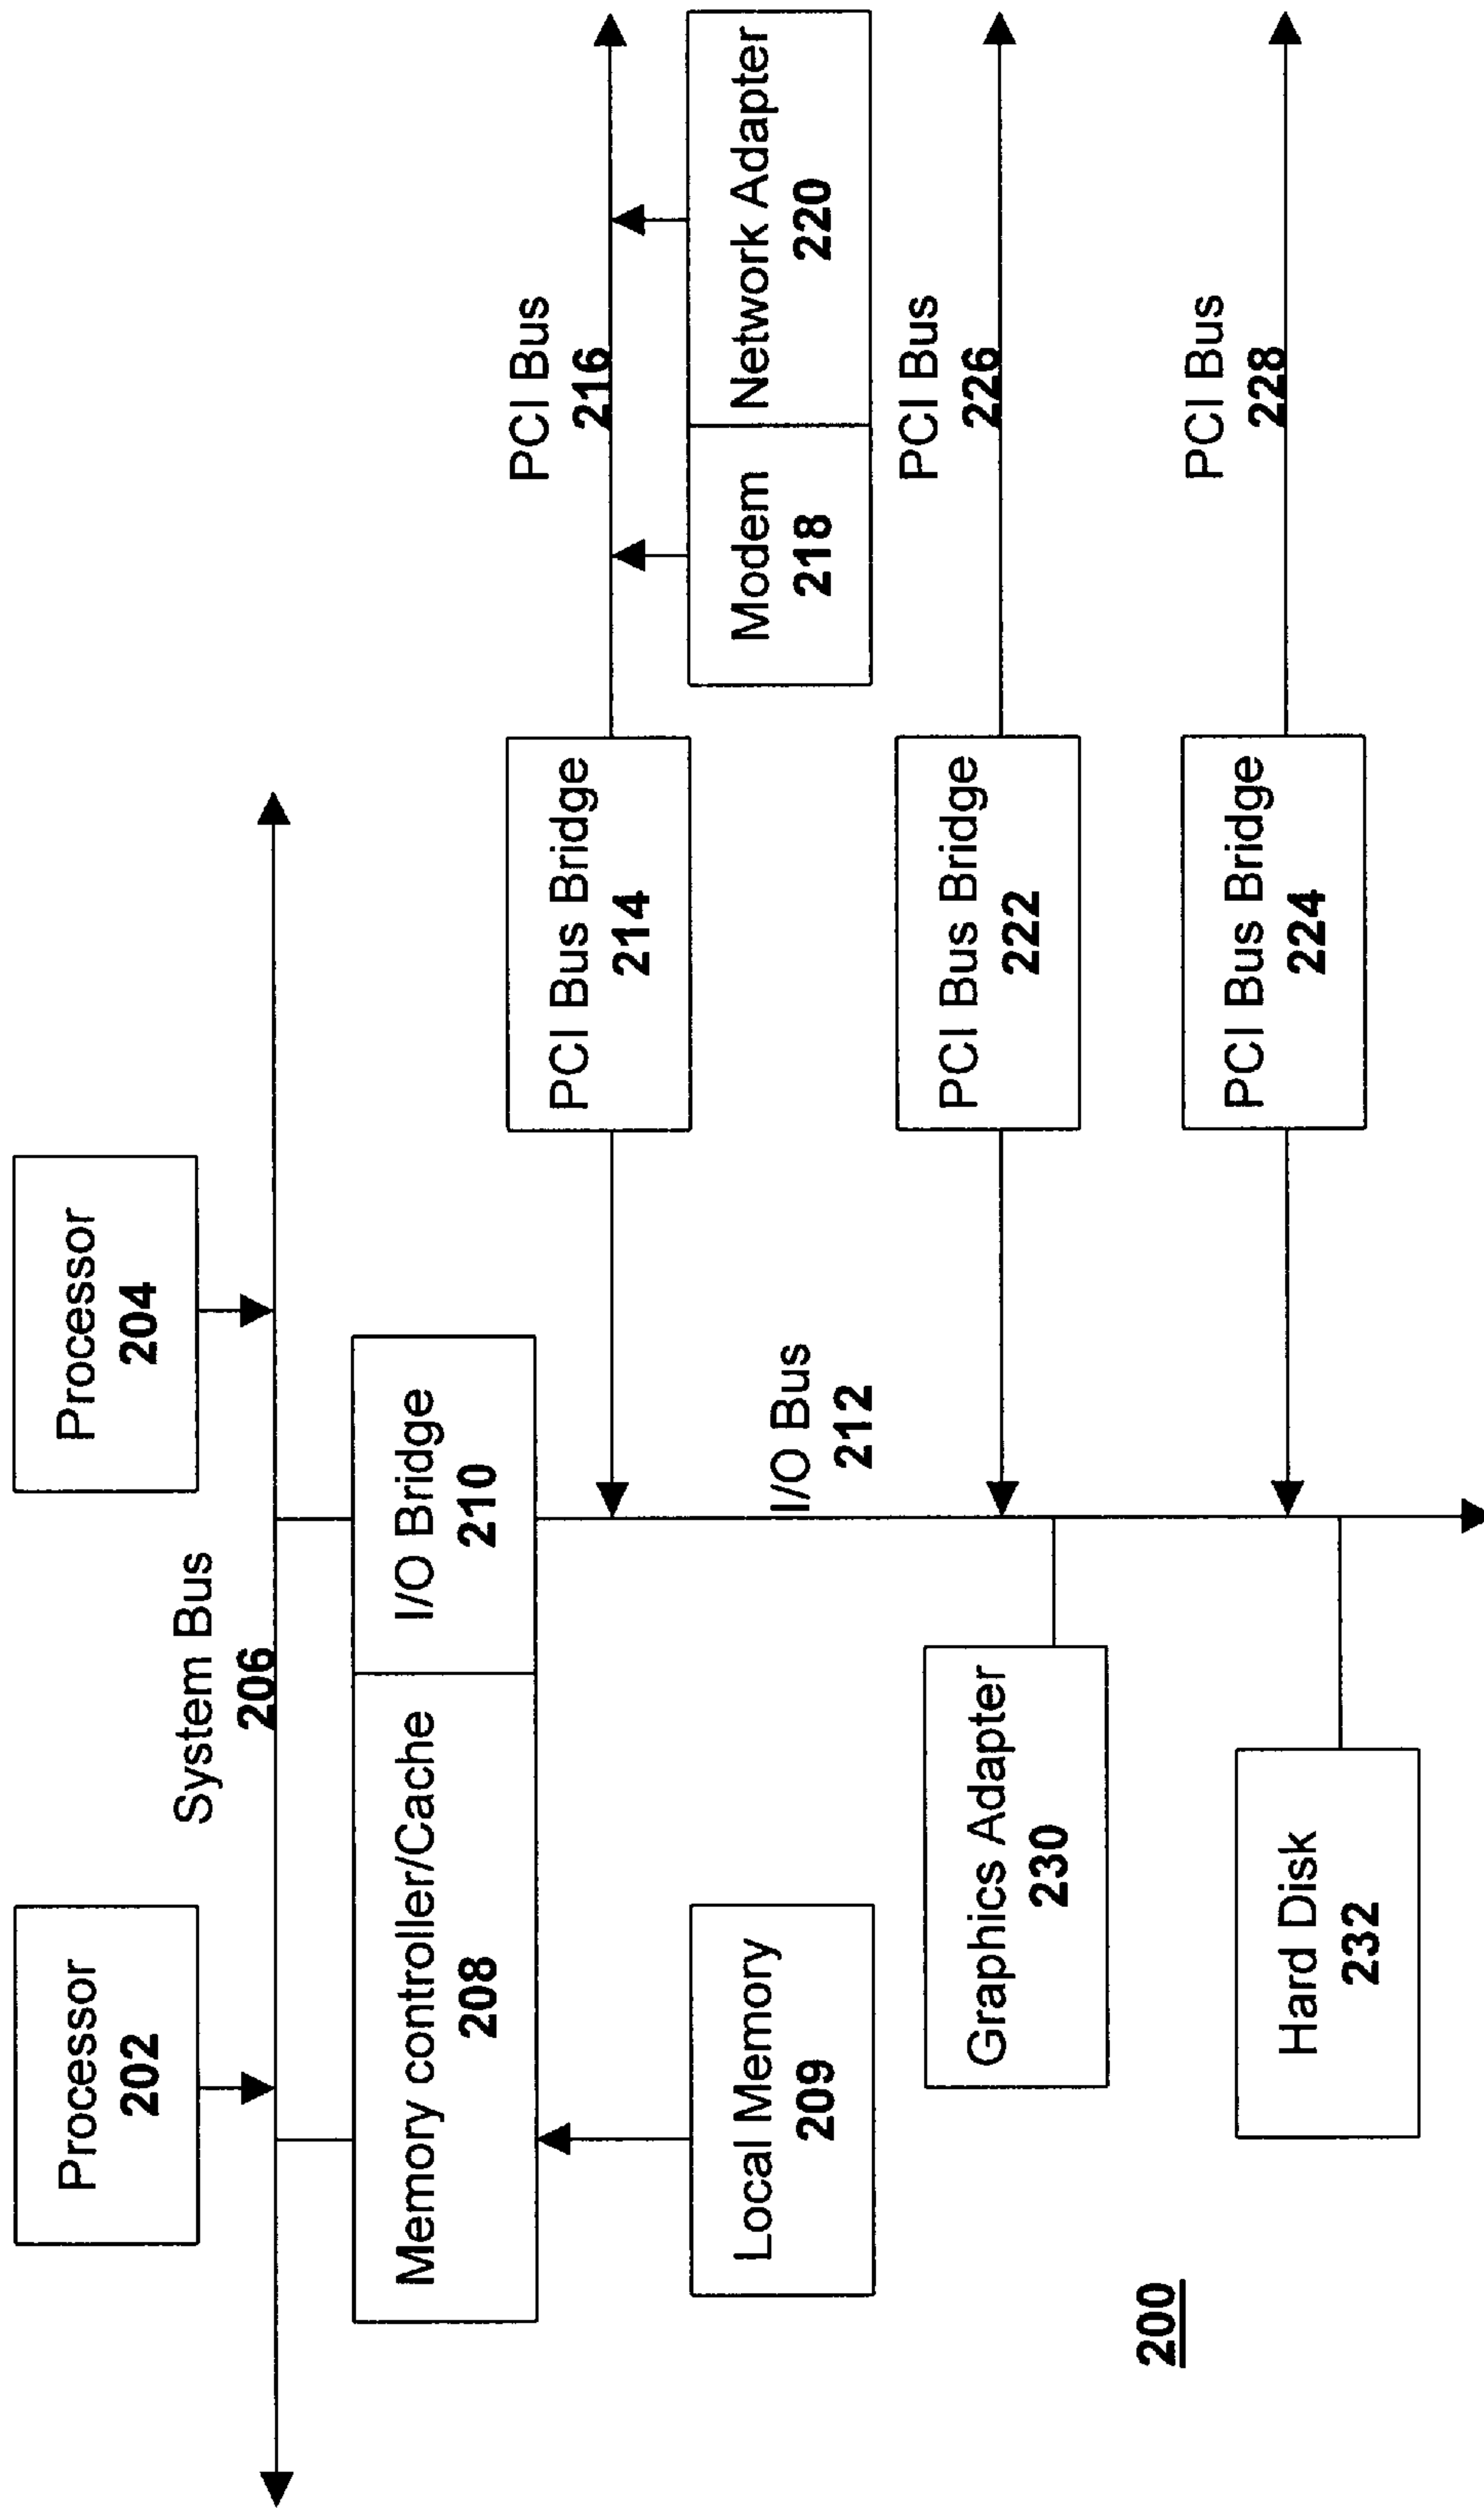 Processor
202
Processor
204
System Bus
206
Memory controller/Cache
208
I/O Bridge
210
Local Memory
209
PCI Bus Bridge
214
PCI Bus
216
Modem
218
Network Adapter
220
I/O Bus
212
Graphics Adapter
230
PCI Bus Bridge
222
PCI Bus
226
Hard Disk
232
PCI Bus Bridge
224
PCI Bus
228
200